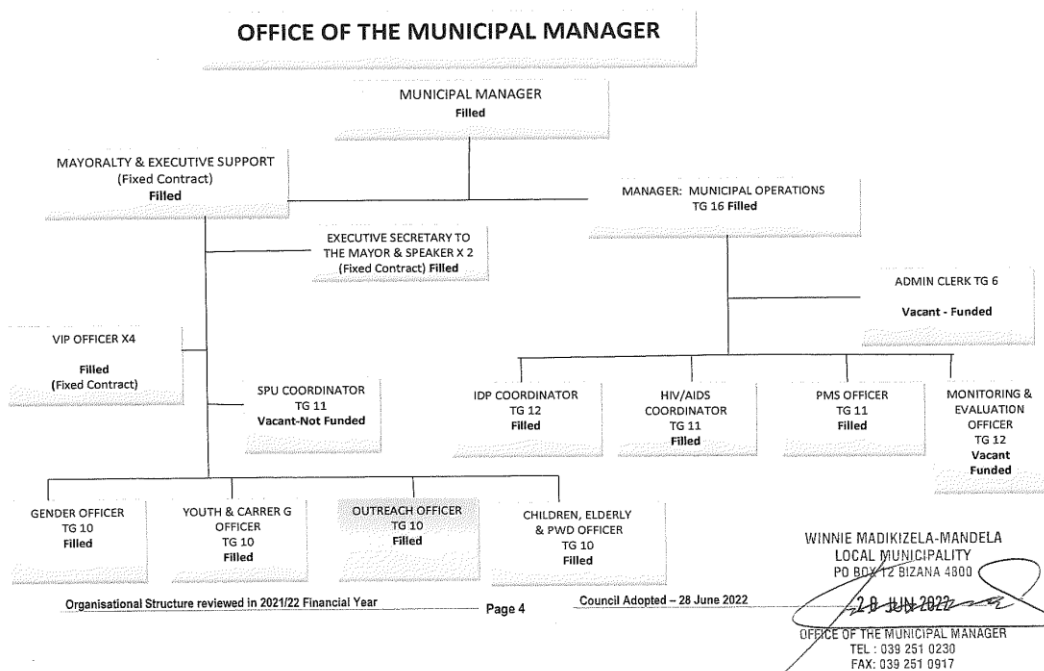 OFFICE OF THE MUNICIPAL MANAGER
MUNICIPAL MANAGER
Filled
MAYORALTY & EXECUTIVE SUPPORT
(Fixed Contract)
Filled
MANAGER: MUNICIPAL OPERATIONS
TG 16 Filled
EXECUTIVE SECRETARY TO
THE MAYOR & SPEAKER X 2
(Fixed Contract) Filled
ADMIN CLERK TG 6
Vacant - Funded
VIP OFFICER X4
Filled
(Fixed Contract)
SPU COORDINATOR
TG 11
Vacant-Not Funded
IDP COORDINATOR
TG 12
Filled
HIV/AIDS
COORDINATOR
TG 11
Filled
PMS OFFICER
TG 11
Filled
MONITORING &
EVALUATION
OFFICER
TG 12
Vacant
Funded
GENDER OFFICER
TG 10
Filled
YOUTH & CARRER G
OFFICER
TG 10
Filled
OUTREACH OFFICER
TG 10
Filled
CHILDREN, ELDERLY
& PWD OFFICER
TG 10
Filled
WINNIE MADIKIZELA-MANDELA
LOCAL MUNICIPALITY
PO BOX 12 BIZANA 4800
28 JUN 2022
OFFICE OF THE MUNICIPAL MANAGER
TEL : 039 251 0230
FAX: 039 251 0917
Organisational Structure reviewed in 2021/22 Financial Year
Page 4
Council Adopted – 28 June 2022